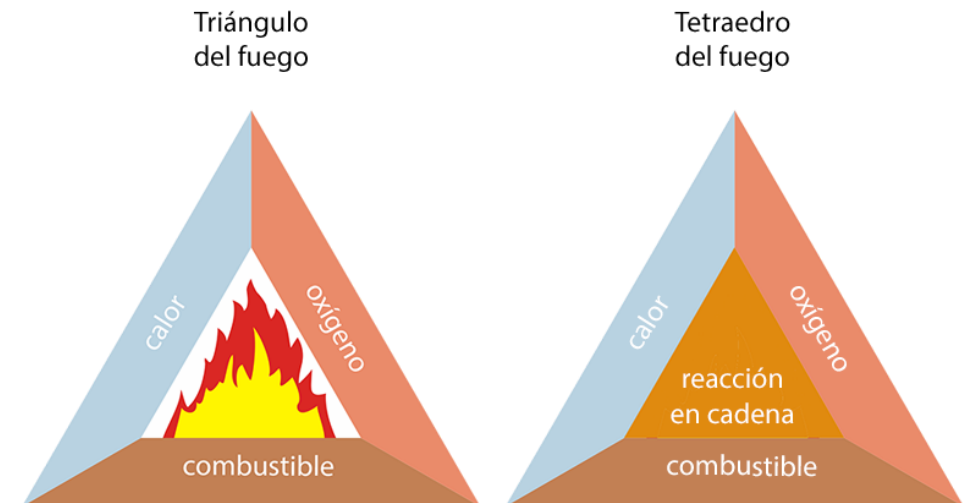 Triángulo
del fuego
calor
oxígeno
combustible
Tetraedro
del fuego
calor
oxígeno
reacción
en cadena
combustible